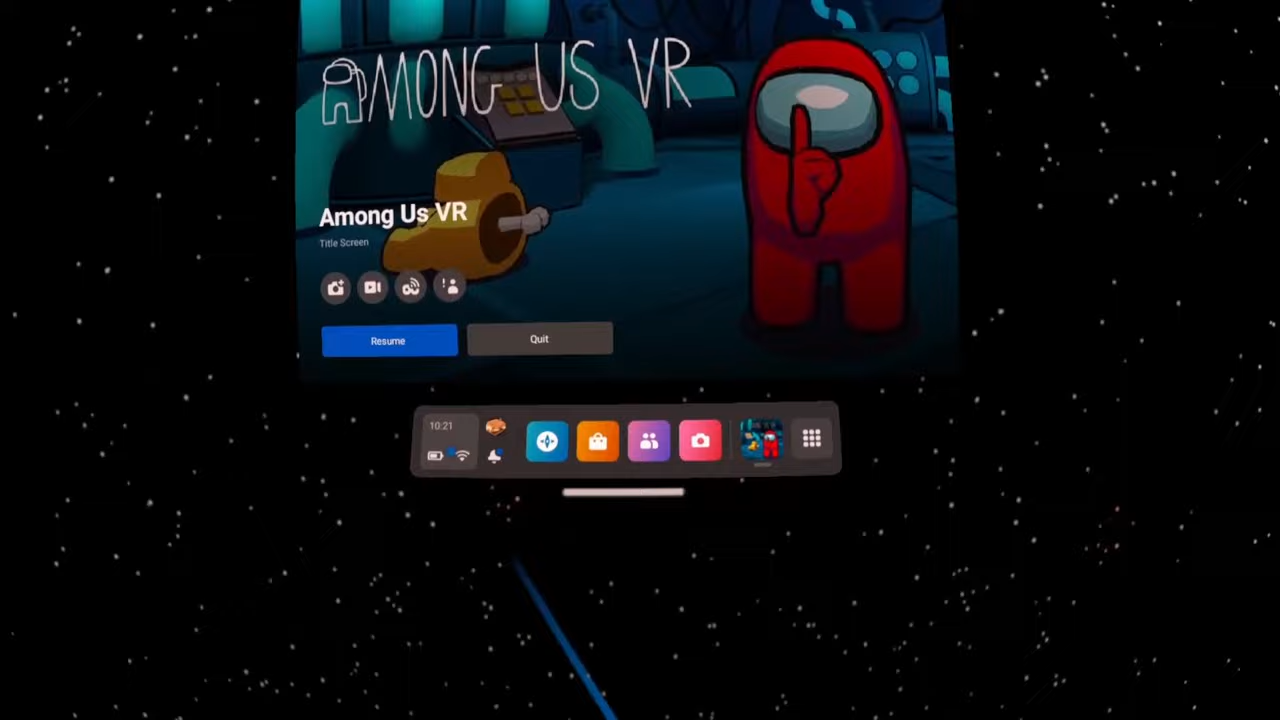 AMONG US VR
Among Us VR
Title Screen
Resume
Quit
10:21